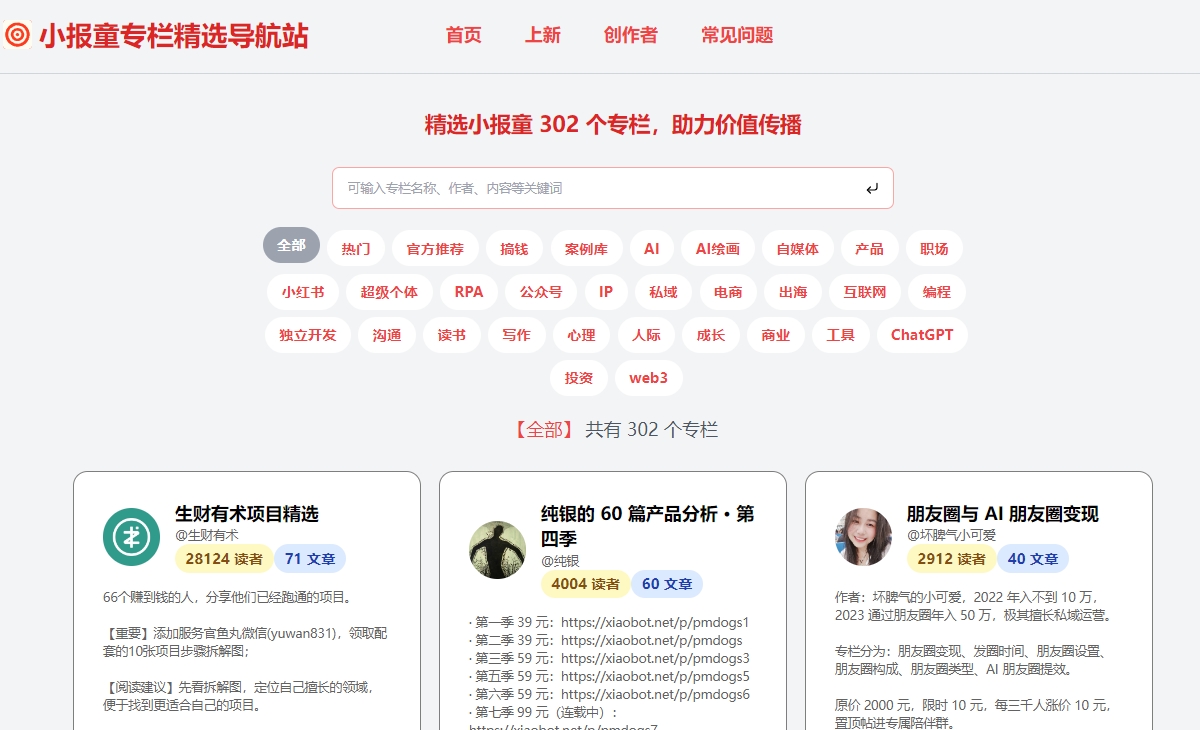 小报童专栏精选导航站
首页 上新 创作者 常见问题
精选小报童 302 个专栏，助力价值传播
可输入专栏名称、作者、内容等关键词
全部 热门 官方推荐 搞钱 案例库 AI AI绘画 自媒体 产品 职场
小红书 超级个体 RPA 公众号 IP 私域 电商 出海 互联网 编程
独立开发 沟通 读书 写作 心理 人际 成长 商业 工具 ChatGPT
投资 web3
【全部】 共有 302 个专栏
生财有术项目精选
@生财有术
28124 读者 71 文章
66个赚到钱的人，分享他们已经跑通的项目。
【重要】添加服务官鱼丸微信(yuwan831)，领取配
套的10张项目步骤拆解图；
【阅读建议】先看拆解图，定位自己擅长的领域，
便于找到更适合自己的项目。
纯银的 60 篇产品分析·第
四季
@纯银
4004 读者 60 文章
· 第一季 39 元：https://xiaobot.net/p/pmdogs1
· 第二季 39 元：https://xiaobot.net/p/pmdogs
· 第三季 59 元：https://xiaobot.net/p/pmdogs3
· 第五季 59 元：https://xiaobot.net/p/pmdogs5
· 第六季 59 元：https://xiaobot.net/p/pmdogs6
· 第七季 99 元（连载中）：
https://xiaobot.net/p/pmdogs7
朋友圈与 AI 朋友圈变现
@坏脾气小可爱
2912 读者 40 文章
作者：坏脾气的小可爱，2022 年入不到 10 万，
2023 通过朋友圈年入 50 万，极其擅长私域运营。
专栏分为：朋友圈变现、发圈时间、朋友圈设置、
朋友圈构成、朋友圈类型、AI 朋友圈提效。
原价 2000 元，限时 10 元，每三千人涨价 10 元，
置顶帖进专属陪伴群。